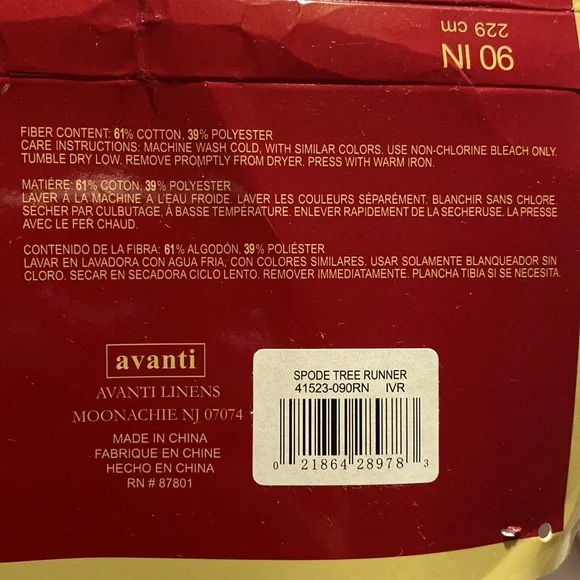 90 IN
229 cm
FIBER CONTENT: 61% COTTON, 39% POLYESTER
CARE INSTRUCTIONS: MACHINE WASH COLD, WITH SIMILAR COLORS. USE NON-CHLORINE BLEACH ONLY.
TUMBLE DRY LOW. REMOVE PROMPTLY FROM DRYER. PRESS WITH WARM IRON.
MATIÈRE: 61% COTON, 39% POLYESTER
LAVER À LA MACHINE A L'EAU FROIDE LAVER LES COULEURS SÉPARÉMENT. BLANCHIR SANS CHLORE.
SÉCHER PAR CULBUTAGE, À BASSE TEMPÉRATURE. ENLEVER RAPIDEMENT DE LA SECHERUSE. LA PRESSE
AVEC LE FER CHAUD.
CONTENIDO DE LA FIBRA: 61% ALGODÓN, 39% POLIÉSTER
LAVAR EN LAVADORA CON AGUA FRIA, CON COLORES SIMILARES. USAR SOLAMENTE BLANQUEADOR SIN
CLORO. SECAR EN SECADORA CICLO LENTO. REMOVER IMMEDIATAMENTE. PLANCHA TIBIA SI SE NECESITA.
avanti
AVANTI LINENS
MOONACHIE NJ 07074
MADE IN CHINA
FABRIQUE EN CHINE
HECHO EN CHINA
RN # 87801
SPODE TREE RUNNER
41523-090RN IVR
0 21864 28978 3